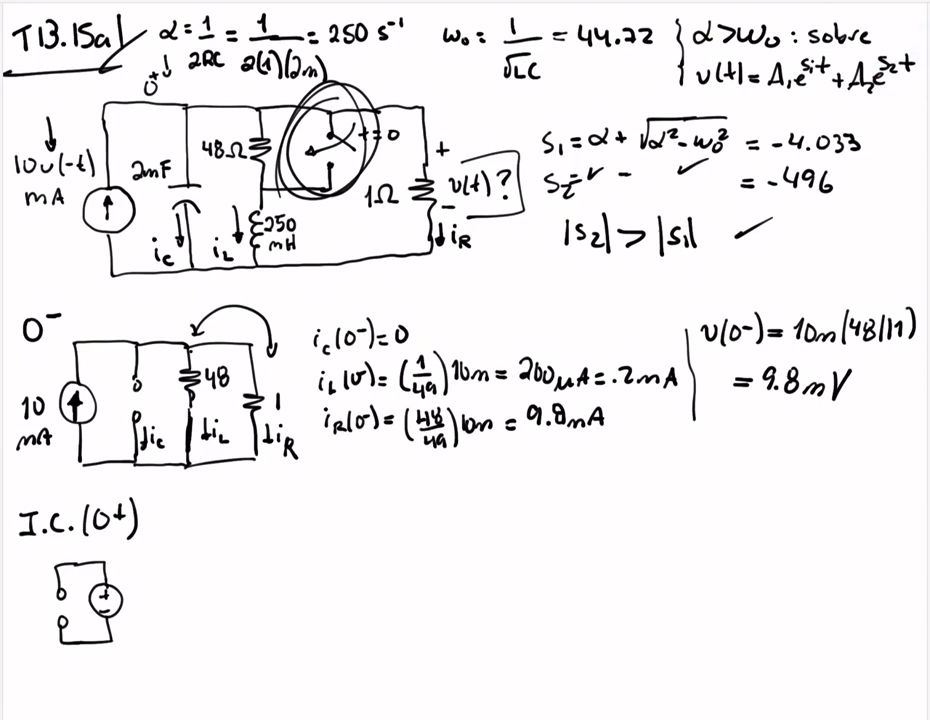 T13.15a) α = 1/2RC = 1/2(1)(2m) = 250 s⁻¹
ω₀ = 1/√LC = 44.72
α > ω₀ : sobre
v(t) = A₁e^s₁t + A₂e^s₂t
0⁺
10u(-t) mA
2mF
48Ω
t=0
1Ω
+
v(t)?
-
250 mH
i_C
i_L
i_R
S₁ = α + √α² - ω₀² = -4.033
S₂ = ✓ - ✓ = -496
|S₂| > |S₁| ✓
0⁻
10 mA
48
1
i_C
i_L
i_R
i_C(0⁻) = 0
i_L(0⁻) = (1/49) 10m = 200μA = .2mA
i_R(0⁻) = (48/49) 10m = 9.8mA
v(0⁻) = 10m (48//1)
= 9.8mV
I.C. (0⁺)
+
-